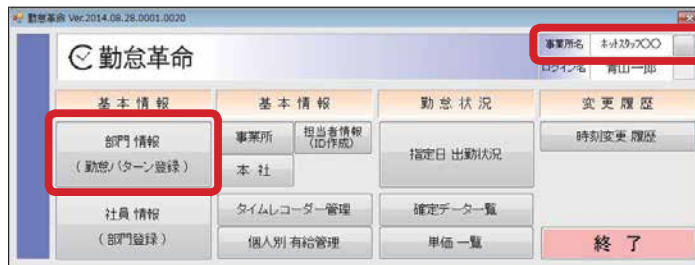 勤怠革命 Ver.2014.08.28.0001.0020
事業所名 ホットスタッフ〇〇
勤怠革命
ログイン名 青山一郎
基本情報 基本情報 勤怠状況 変更履歴
部門 情報
(勤怠パターン登録)
事業所 担当者情報
(ID作成)
指定日 出勤状況
時刻変更 履歴
本 社
社員 情報
(部門登録)
タイムレコーダー管理 確定データ一覧
個人別 有給管理 単価 一覧 終 了